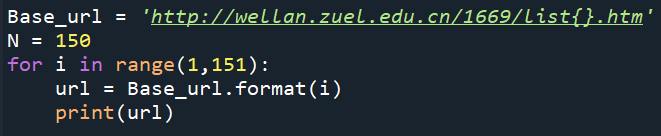 Base_url = 'http://wellan.zuel.edu.cn/1669/list{}.htm'
N = 150
for i in range(1,151):
    url = Base_url.format(i)
    print(url)